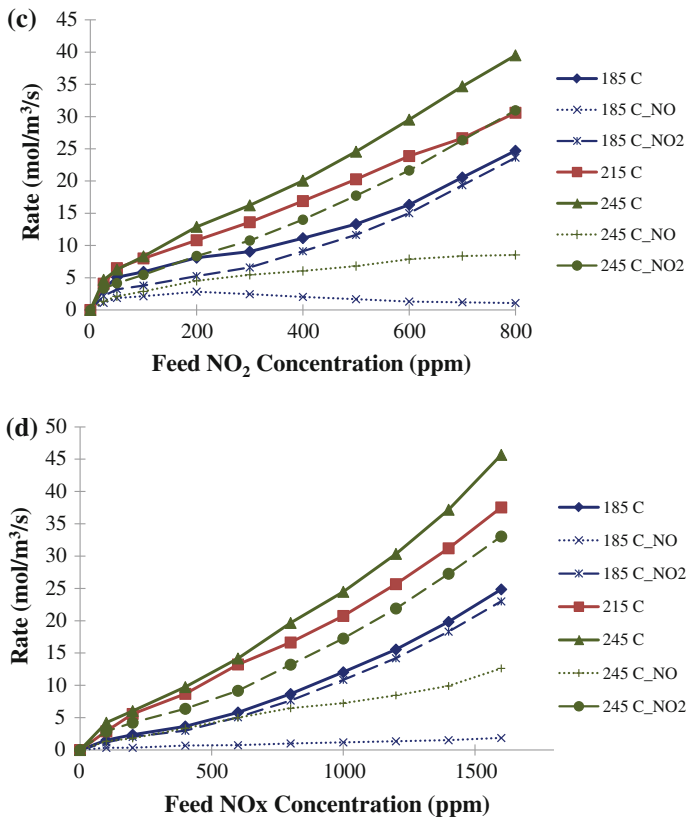 (c)
45
40
35
30
25
20
15
10
5
0
Rate (mol/m³/s)
0
200
400
600
800
Feed NO₂ Concentration (ppm)
185 C
185 C_NO
185 C_NO2
215 C
245 C
245 C_NO
245 C_NO2
(d)
50
45
40
35
30
25
20
15
10
5
0
Rate (mol/m³/s)
0
500
1000
1500
Feed NOx Concentration (ppm)
185 C
185 C_NO
185 C_NO2
215 C
245 C
245 C_NO
245 C_NO2